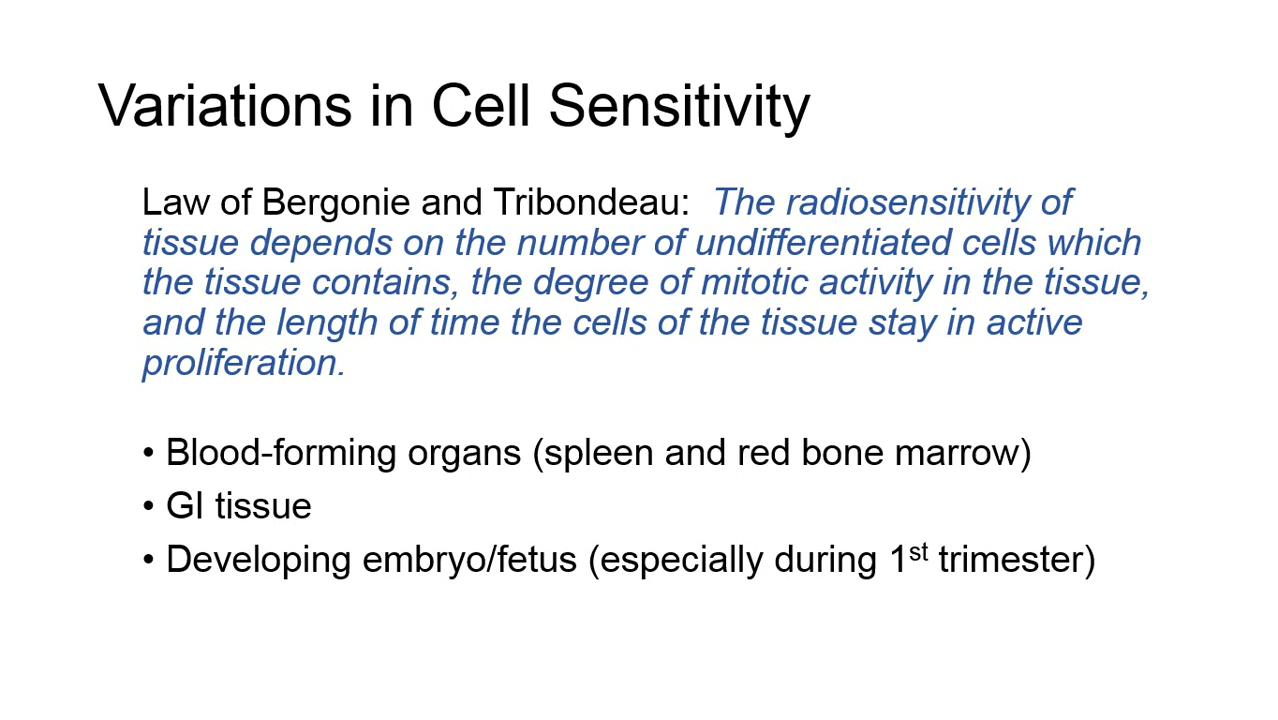 Variations in Cell Sensitivity
Law of Bergonie and Tribondeau: The radiosensitivity of
tissue depends on the number of undifferentiated cells which
the tissue contains, the degree of mitotic activity in the tissue,
and the length of time the cells of the tissue stay in active
proliferation.
• Blood-forming organs (spleen and red bone marrow)
• GI tissue
• Developing embryo/fetus (especially during 1st trimester)